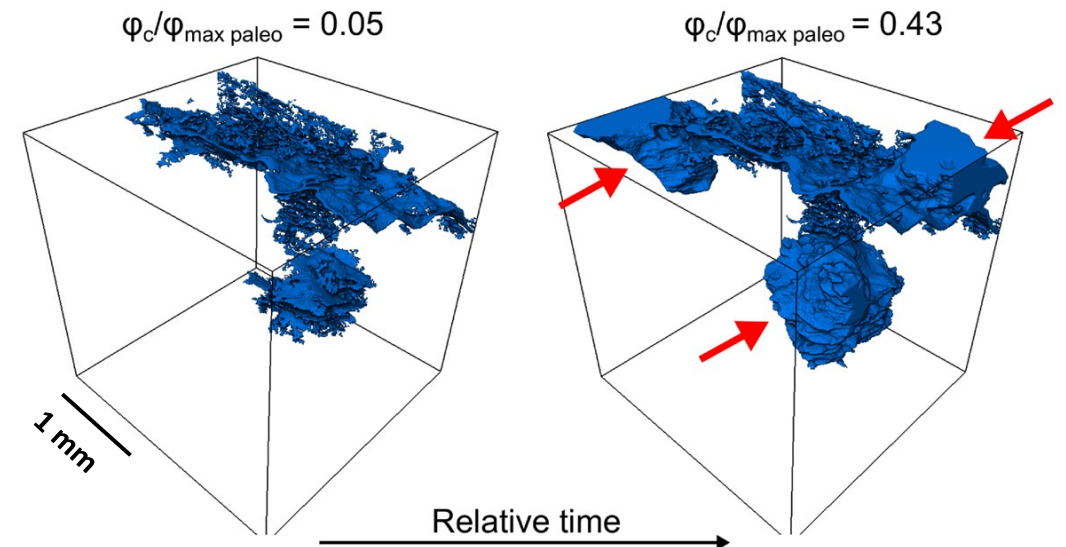 φc/φmax paleo = 0.05
φc/φmax paleo = 0.43
1 mm
Relative time